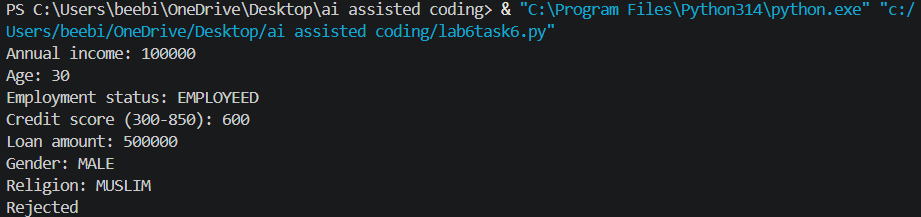 PS C:\Users\beebi\OneDrive\Desktop\ai assisted coding> & "C:\Program Files\Python314\python.exe" "c:/
Users/beebi/OneDrive/Desktop/ai assisted coding/lab6task6.py"
Annual income: 100000
Age: 30
Employment status: EMPLOYEED
Credit score (300-850): 600
Loan amount: 500000
Gender: MALE
Religion: MUSLIM
Rejected